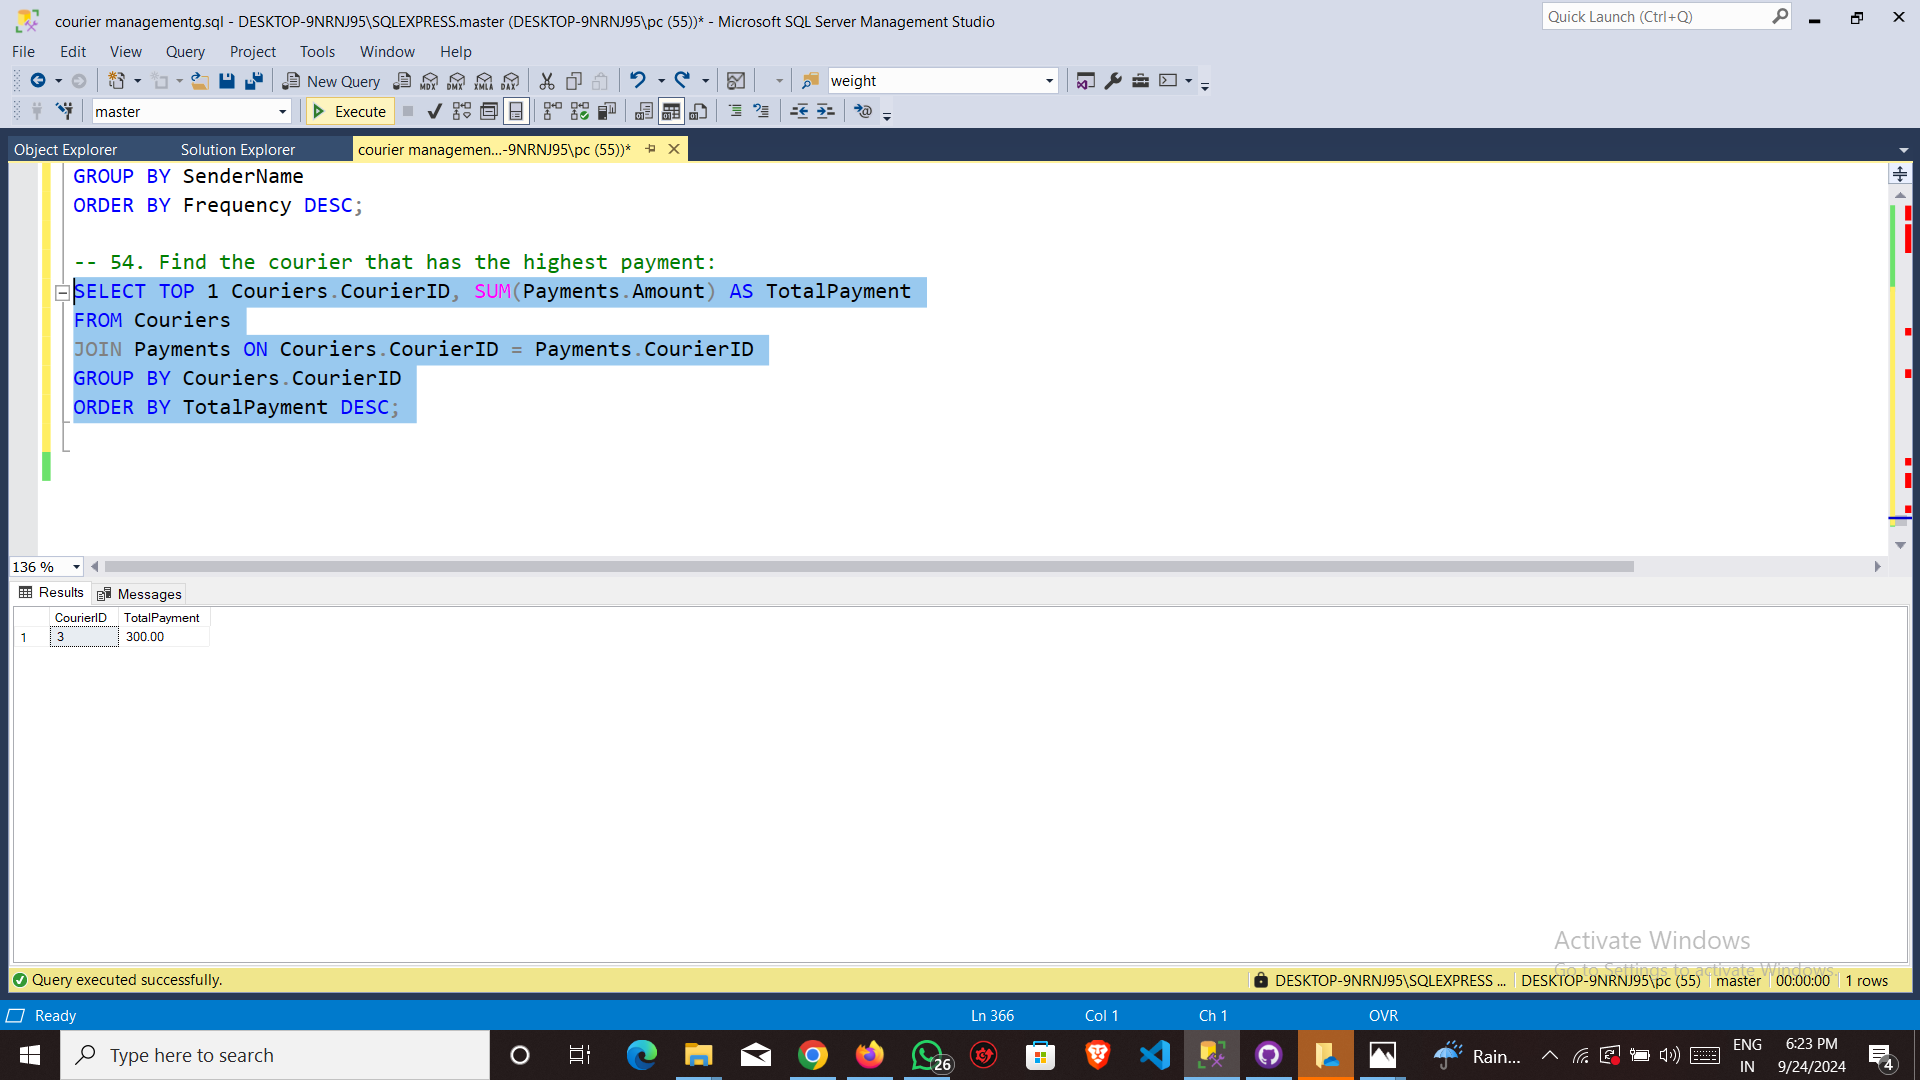 courier managementg.sql - DESKTOP-9NRNJ95\SQLEXPRESS.master (DESKTOP-9NRNJ95\pc (55))* - Microsoft SQL Server Management Studio
Quick Launch (Ctrl+Q)
File Edit View Query Project Tools Window Help
New Query MDX DMX XMLA DAX weight
master Execute
Object Explorer Solution Explorer courier managemen...-9NRNJ95\pc (55))*
GROUP BY SenderName
ORDER BY Frequency DESC;
-- 54. Find the courier that has the highest payment:
SELECT TOP 1 Couriers.CourierID, SUM(Payments.Amount) AS TotalPayment
FROM Couriers
JOIN Payments ON Couriers.CourierID = Payments.CourierID
GROUP BY Couriers.CourierID
ORDER BY TotalPayment DESC;
136 %
Results Messages
CourierID TotalPayment
1 3 300.00
Activate Windows
Go to Settings to activate Windows.
Query executed successfully. DESKTOP-9NRNJ95\SQLEXPRESS ... DESKTOP-9NRNJ95\pc (55) master 00:00:00 1 rows
Ready Ln 366 Col 1 Ch 1 OVR
Type here to search 26 Rain... ENG IN 6:23 PM 9/24/2024 4